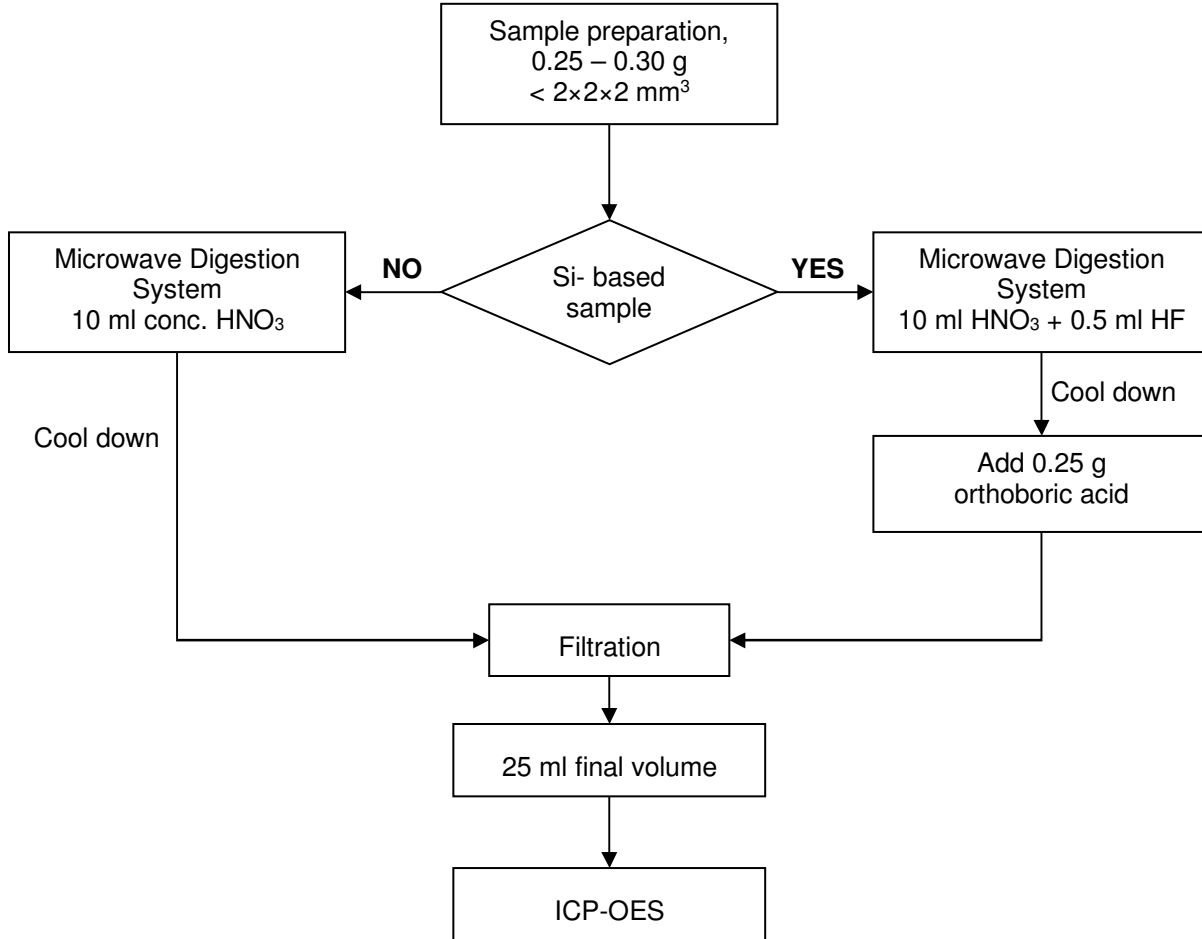 Sample preparation,
0.25 – 0.30 g
< 2×2×2 mm³
Microwave Digestion
System
10 ml conc. HNO₃
NO
Si- based
sample
YES
Microwave Digestion
System
10 ml HNO₃ + 0.5 ml HF
Cool down
Cool down
Add 0.25 g
orthoboric acid
Filtration
25 ml final volume
ICP-OES